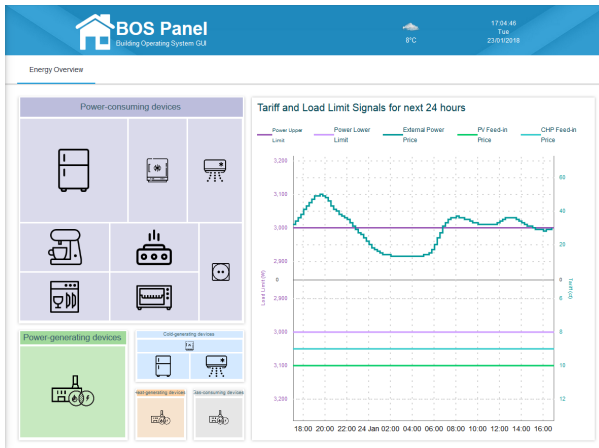 BOS Panel
Building Operating System GUI
8°C
17:04:46
Tue
23/01/2018
Energy Overview
Power-consuming devices
Power-generating devices
Cold-generating devices
Heat-generating devices
Gas-consuming devices
Tariff and Load Limit Signals for next 24 hours
Power Upper Limit
Power Lower Limit
External Power Price
PV Feed-in Price
CHP Feed-in Price
3,200
3,100
3,000
2,900
0
2,900
3,000
3,100
3,200
Load Limit (W)
60
40
20
0
6
8
10
12
18:00 20:00 22:00 24 Jan 02:00 04:00 06:00 08:00 10:00 12:00 14:00 16:00